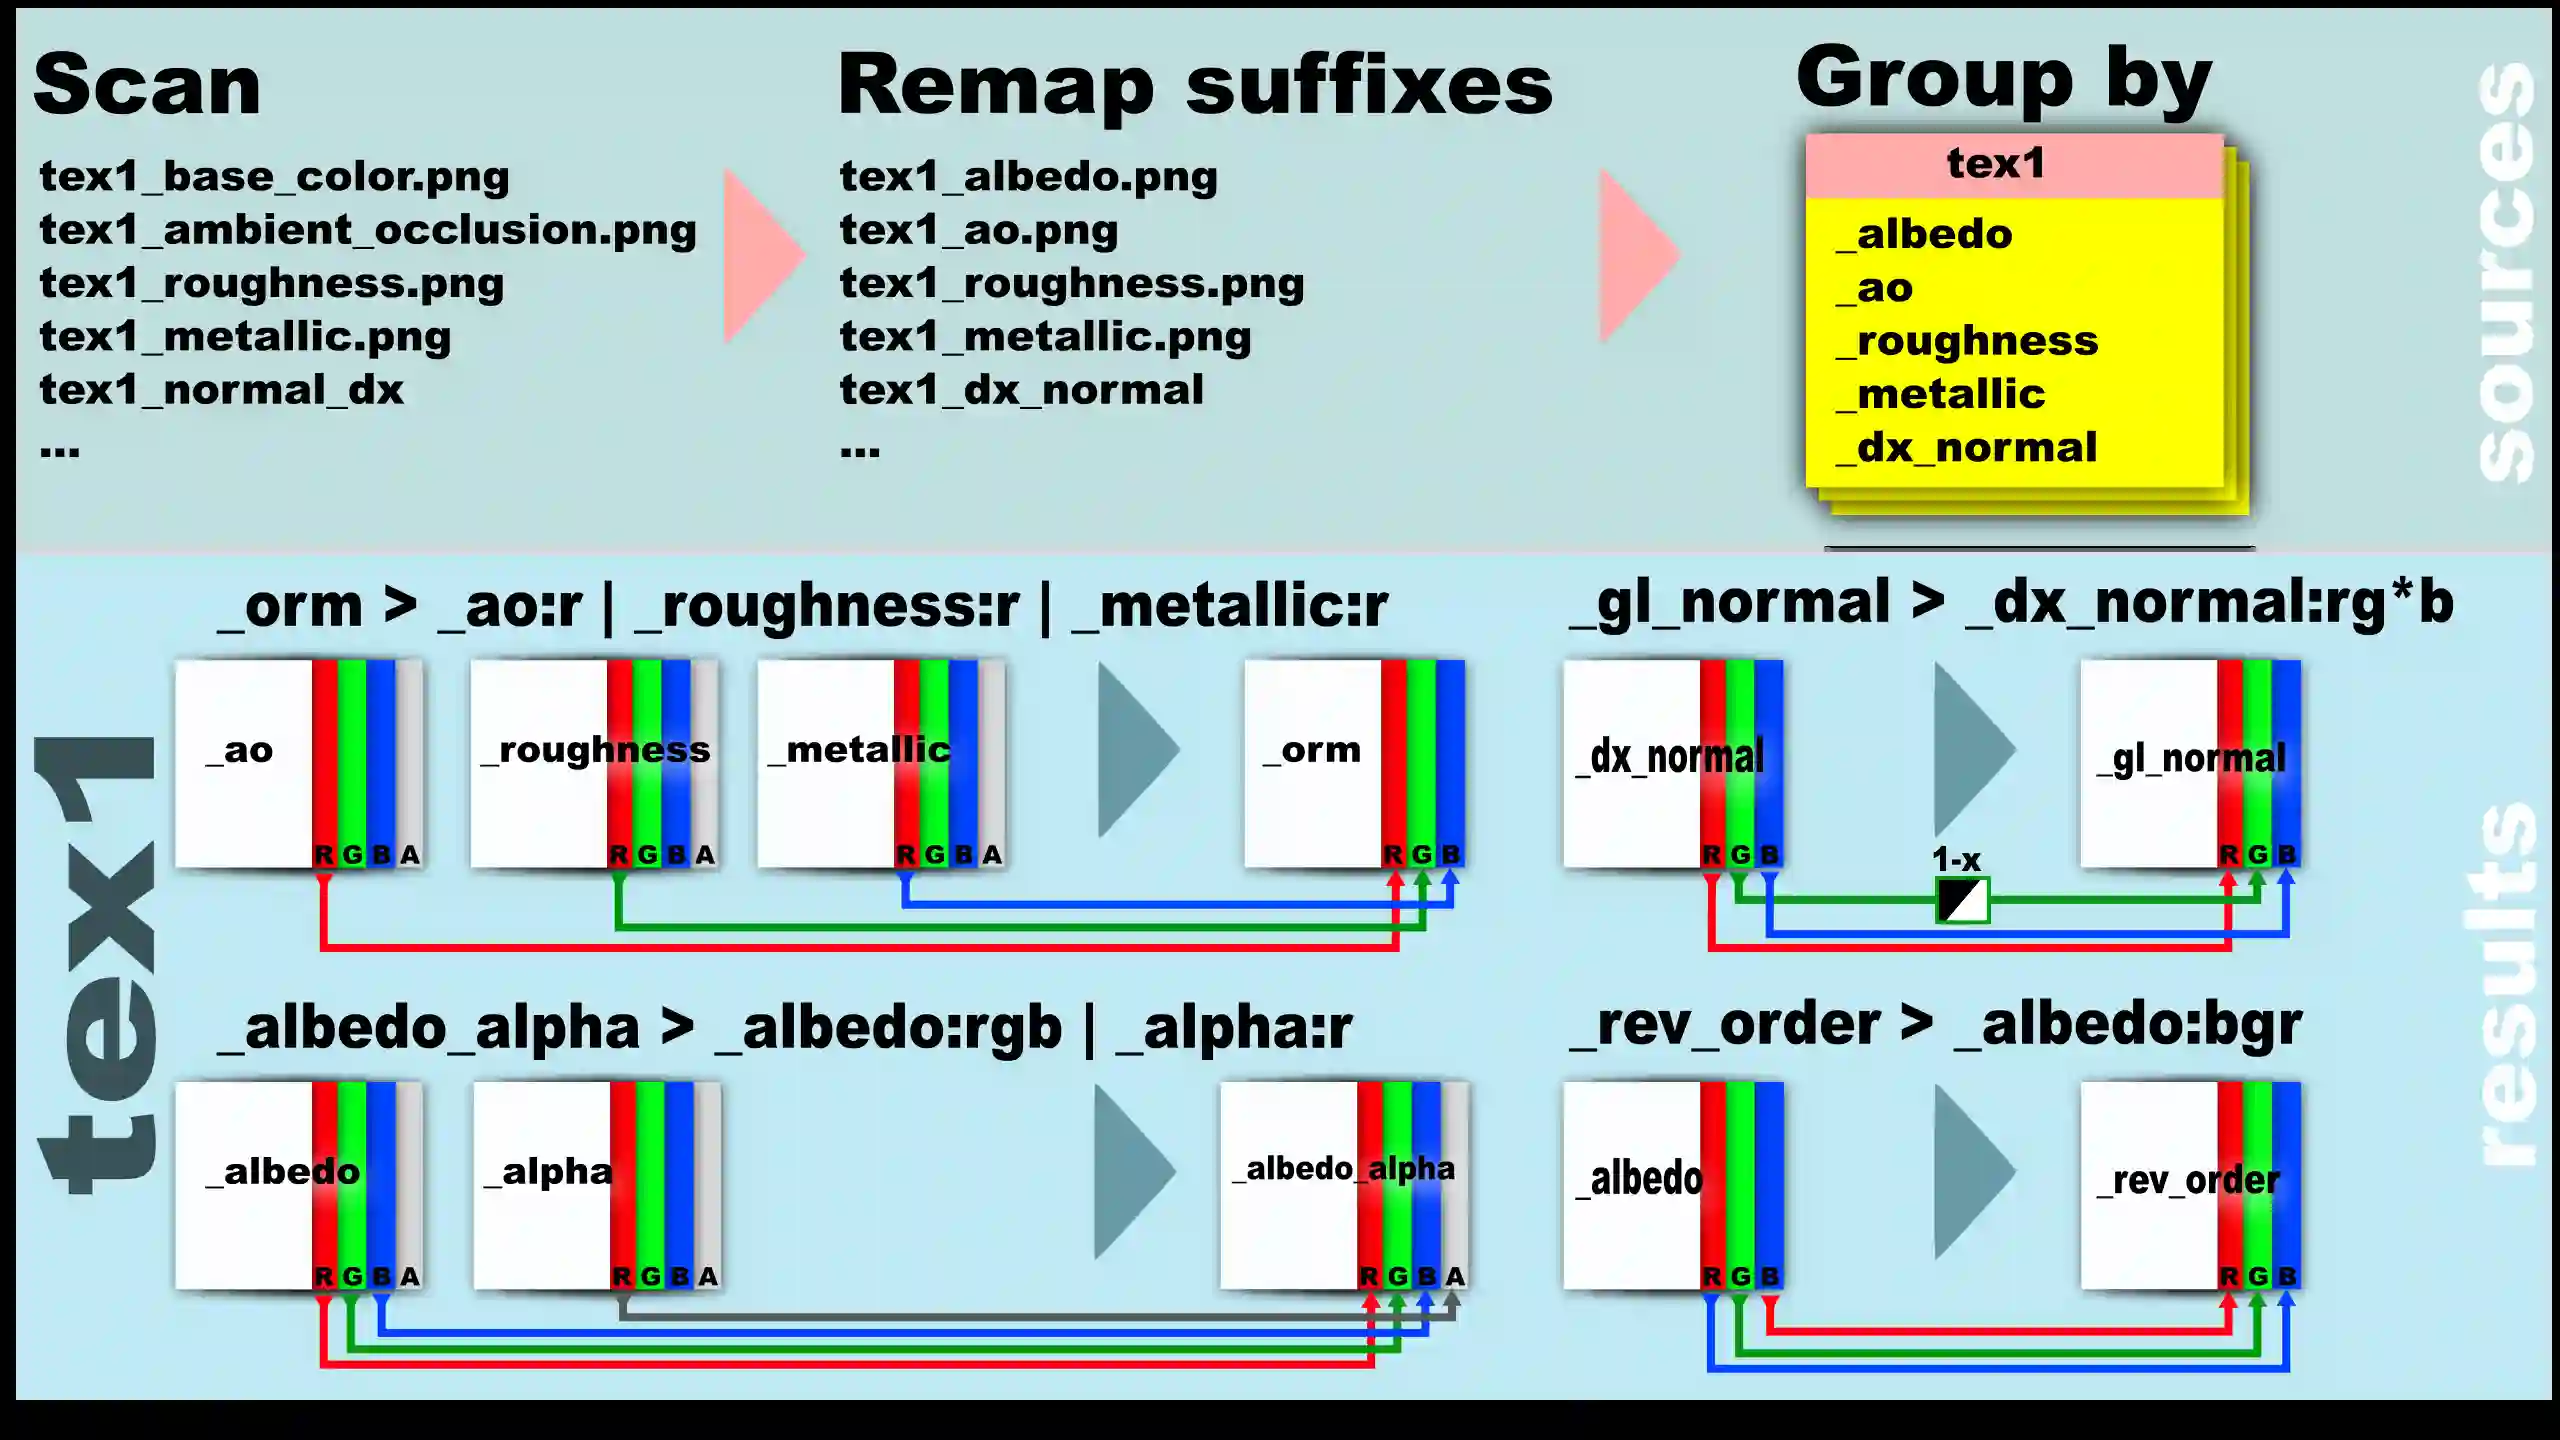 Scan
tex1_base_color.png
tex1_ambient_occlusion.png
tex1_roughness.png
tex1_metallic.png
tex1_normal_dx
...
Remap suffixes
tex1_albedo.png
tex1_ao.png
tex1_roughness.png
tex1_metallic.png
tex1_dx_normal
...
Group by
tex1
_albedo
_ao
_roughness
_metallic
_dx_normal
sources
tex1
_orm > _ao:r | _roughness:r | _metallic:r
_ao
R G B A
_roughness
R G B A
_metallic
R G B A
_orm
R G B
_gl_normal > _dx_normal:rg*b
_dx_normal
R G B
1-x
_gl_normal
R G B
_albedo_alpha > _albedo:rgb | _alpha:r
_albedo
R G B A
_alpha
R G B A
_albedo_alpha
R G B A
_rev_order > _albedo:bgr
_albedo
R G B
_rev_order
R G B
results